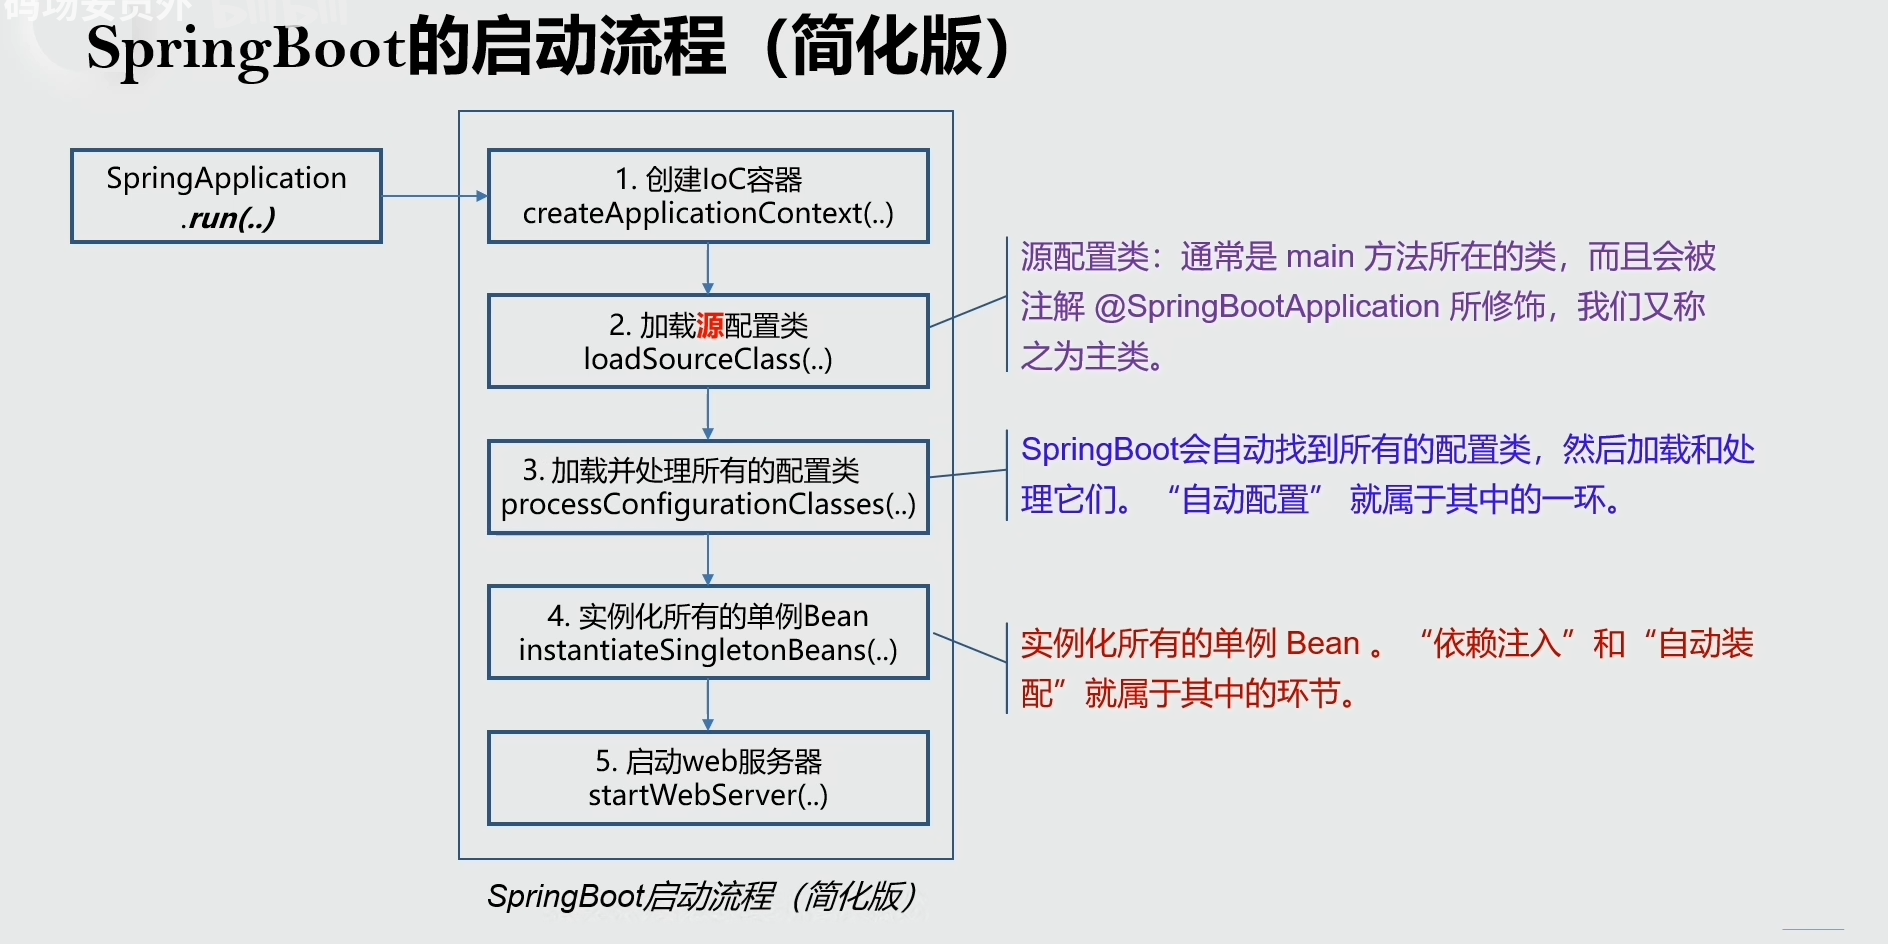 码场委员外
bilibili
SpringBoot的启动流程（简化版）
SpringApplication
.run(..)
1. 创建IoC容器
createApplicationContext(..)
2. 加载源配置类
loadSourceClass(..)
源配置类：通常是 main 方法所在的类，而且会被
注解 @SpringBootApplication 所修饰，我们又称
之为主类。
3. 加载并处理所有的配置类
processConfigurationClasses(..)
SpringBoot会自动找到所有的配置类，然后加载和处
理它们。“自动配置” 就属于其中的一环。
4. 实例化所有的单例Bean
instantiateSingletonBeans(..)
实例化所有的单例 Bean 。“依赖注入”和“自动装
配” 就属于其中的环节。
5. 启动web服务器
startWebServer(..)
SpringBoot启动流程（简化版）